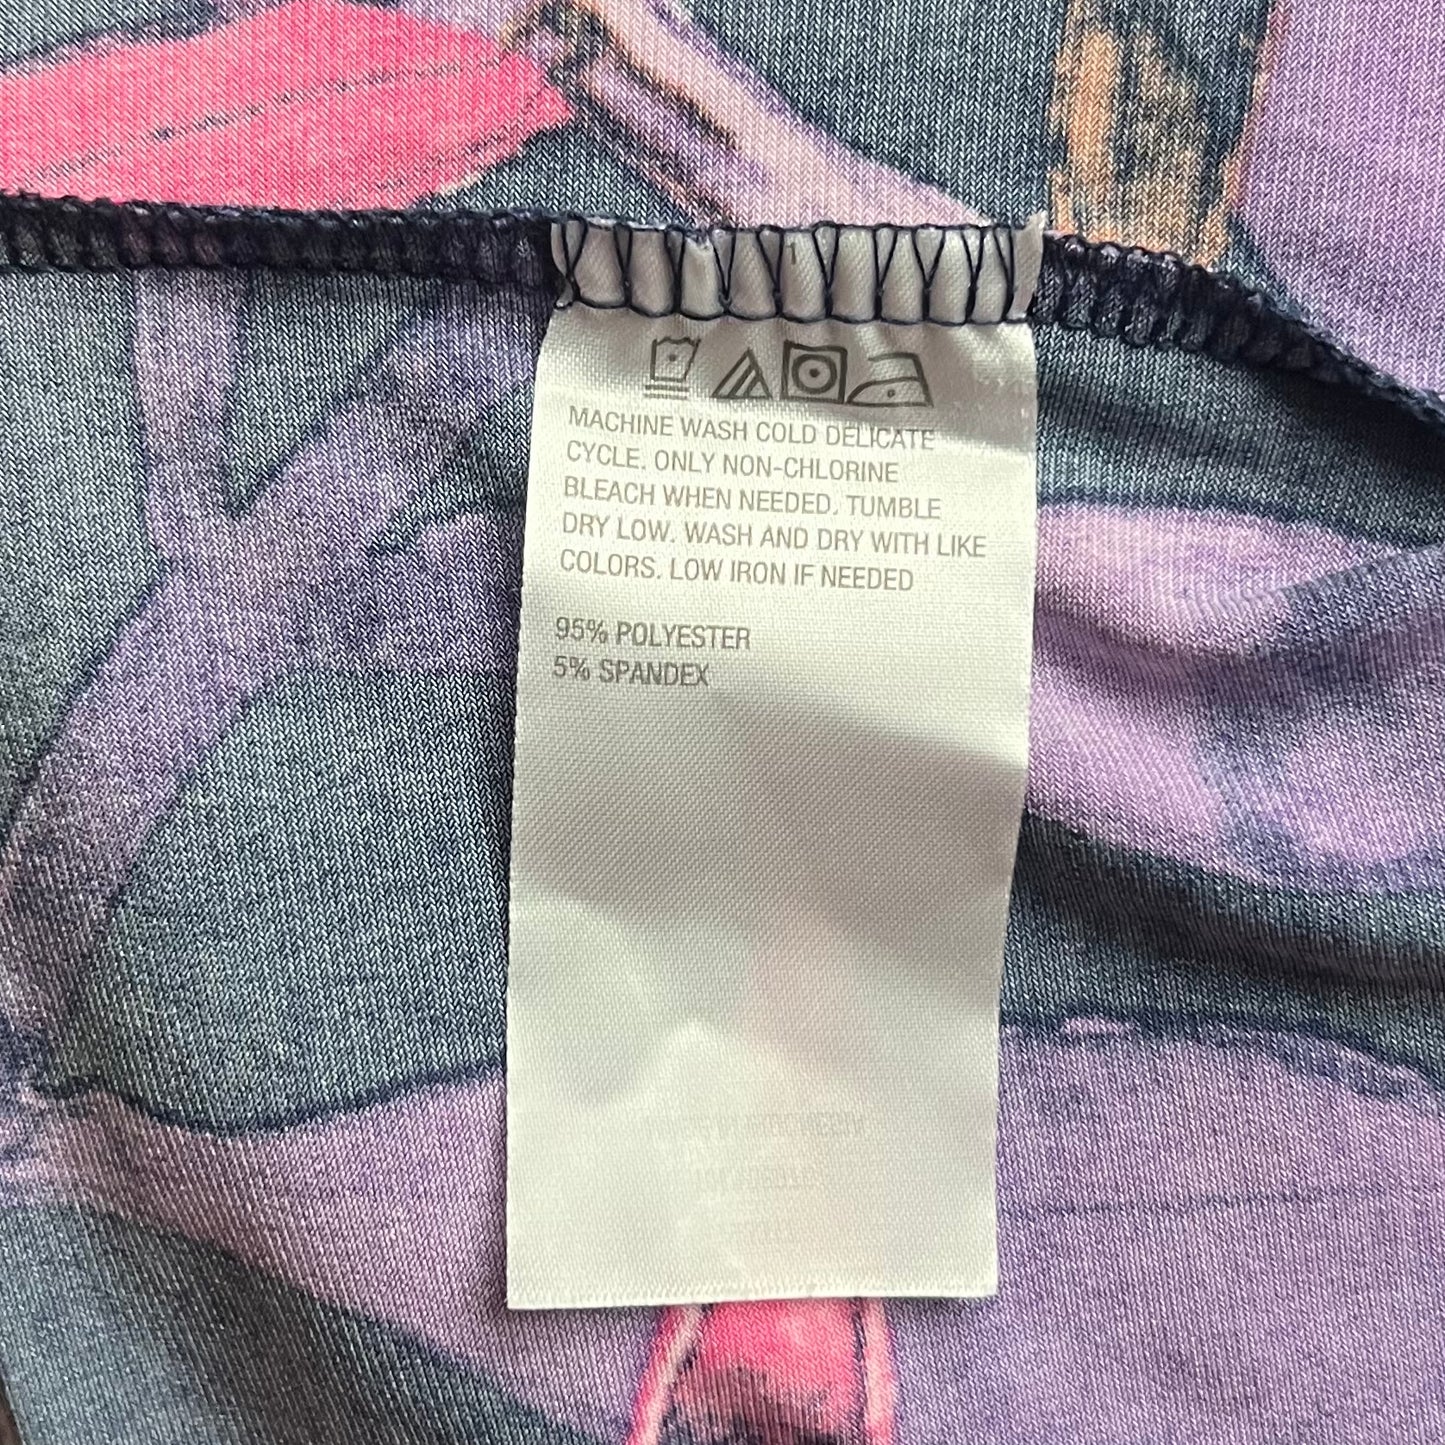 MACHINE WASH COLD DELICATE
CYCLE. ONLY NON-CHLORINE
BLEACH WHEN NEEDED. TUMBLE
DRY LOW. WASH AND DRY WITH LIKE
COLORS. LOW IRON IF NEEDED
95% POLYESTER
5% SPANDEX